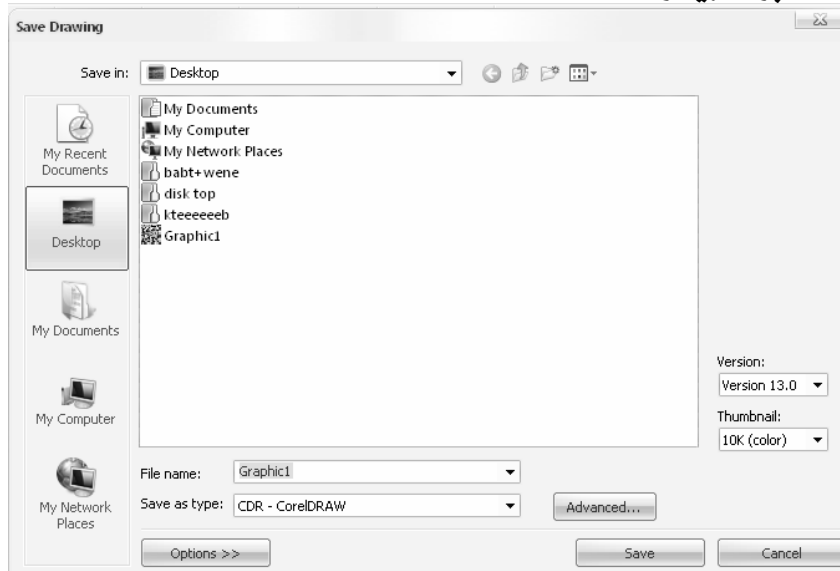 Save Drawing
Save in: Desktop
My Recent Documents
Desktop
My Documents
My Computer
My Network Places
My Documents
My Computer
My Network Places
babt+wene
disk top
kteeeeeeb
Graphic1
Version:
Version 13.0
Thumbnail:
10K (color)
File name: Graphic1
Save as type: CDR - CorelDRAW
Advanced...
Options >>
Save
Cancel